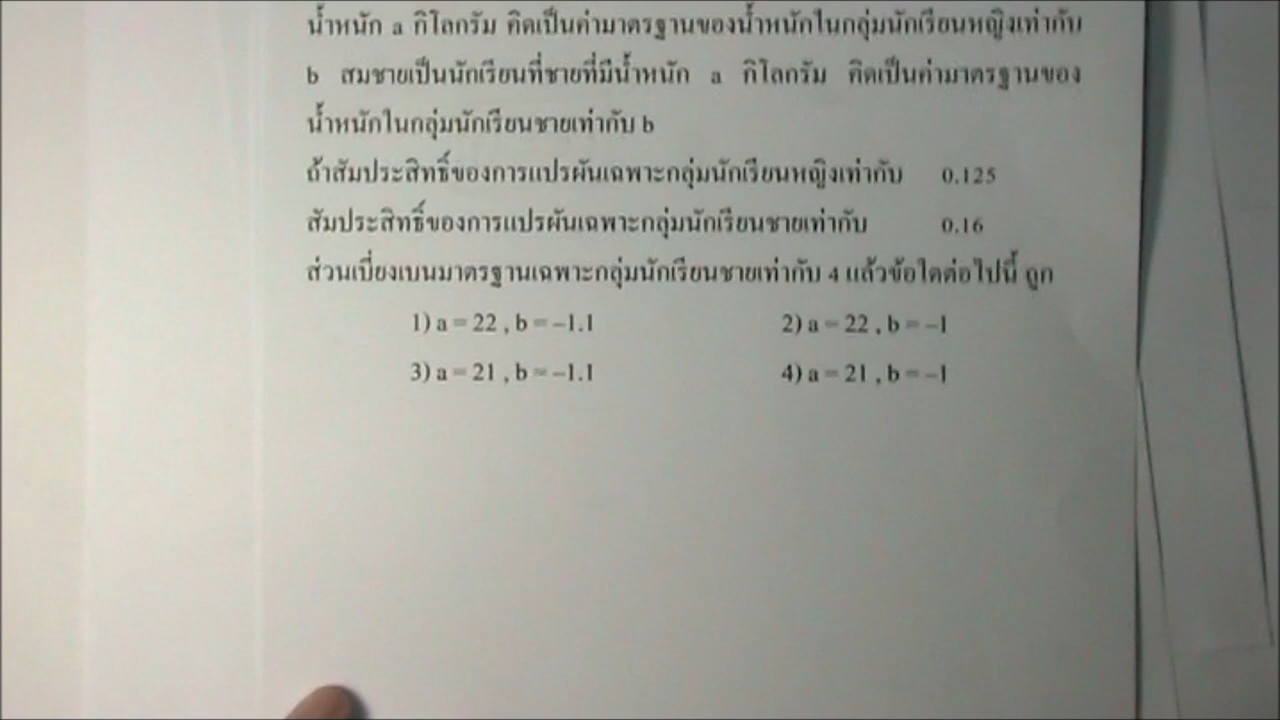 น้ำหนัก a กิโลกรัม คิดเป็นค่ามาตรฐานของน้ำหนักในกลุ่มนักเรียนหญิงเท่ากับ
b สมชายเป็นนักเรียนที่ชายที่มีน้ำหนัก a กิโลกรัม คิดเป็นค่ามาตรฐานของ
น้ำหนักในกลุ่มนักเรียนชายเท่ากับ b
ถ้าสัมประสิทธิ์ของการแปรผันเฉพาะกลุ่มนักเรียนหญิงเท่ากับ 0.125
สัมประสิทธิ์ของการแปรผันเฉพาะกลุ่มนักเรียนชายเท่ากับ 0.16
ส่วนเบี่ยงเบนมาตรฐานเฉพาะกลุ่มนักเรียนชายเท่ากับ 4 แล้วข้อใดต่อไปนี้ ถูก
1) a = 22 , b = –1.1 2) a = 22 , b = –1
3) a = 21 , b = –1.1 4) a = 21 , b = –1